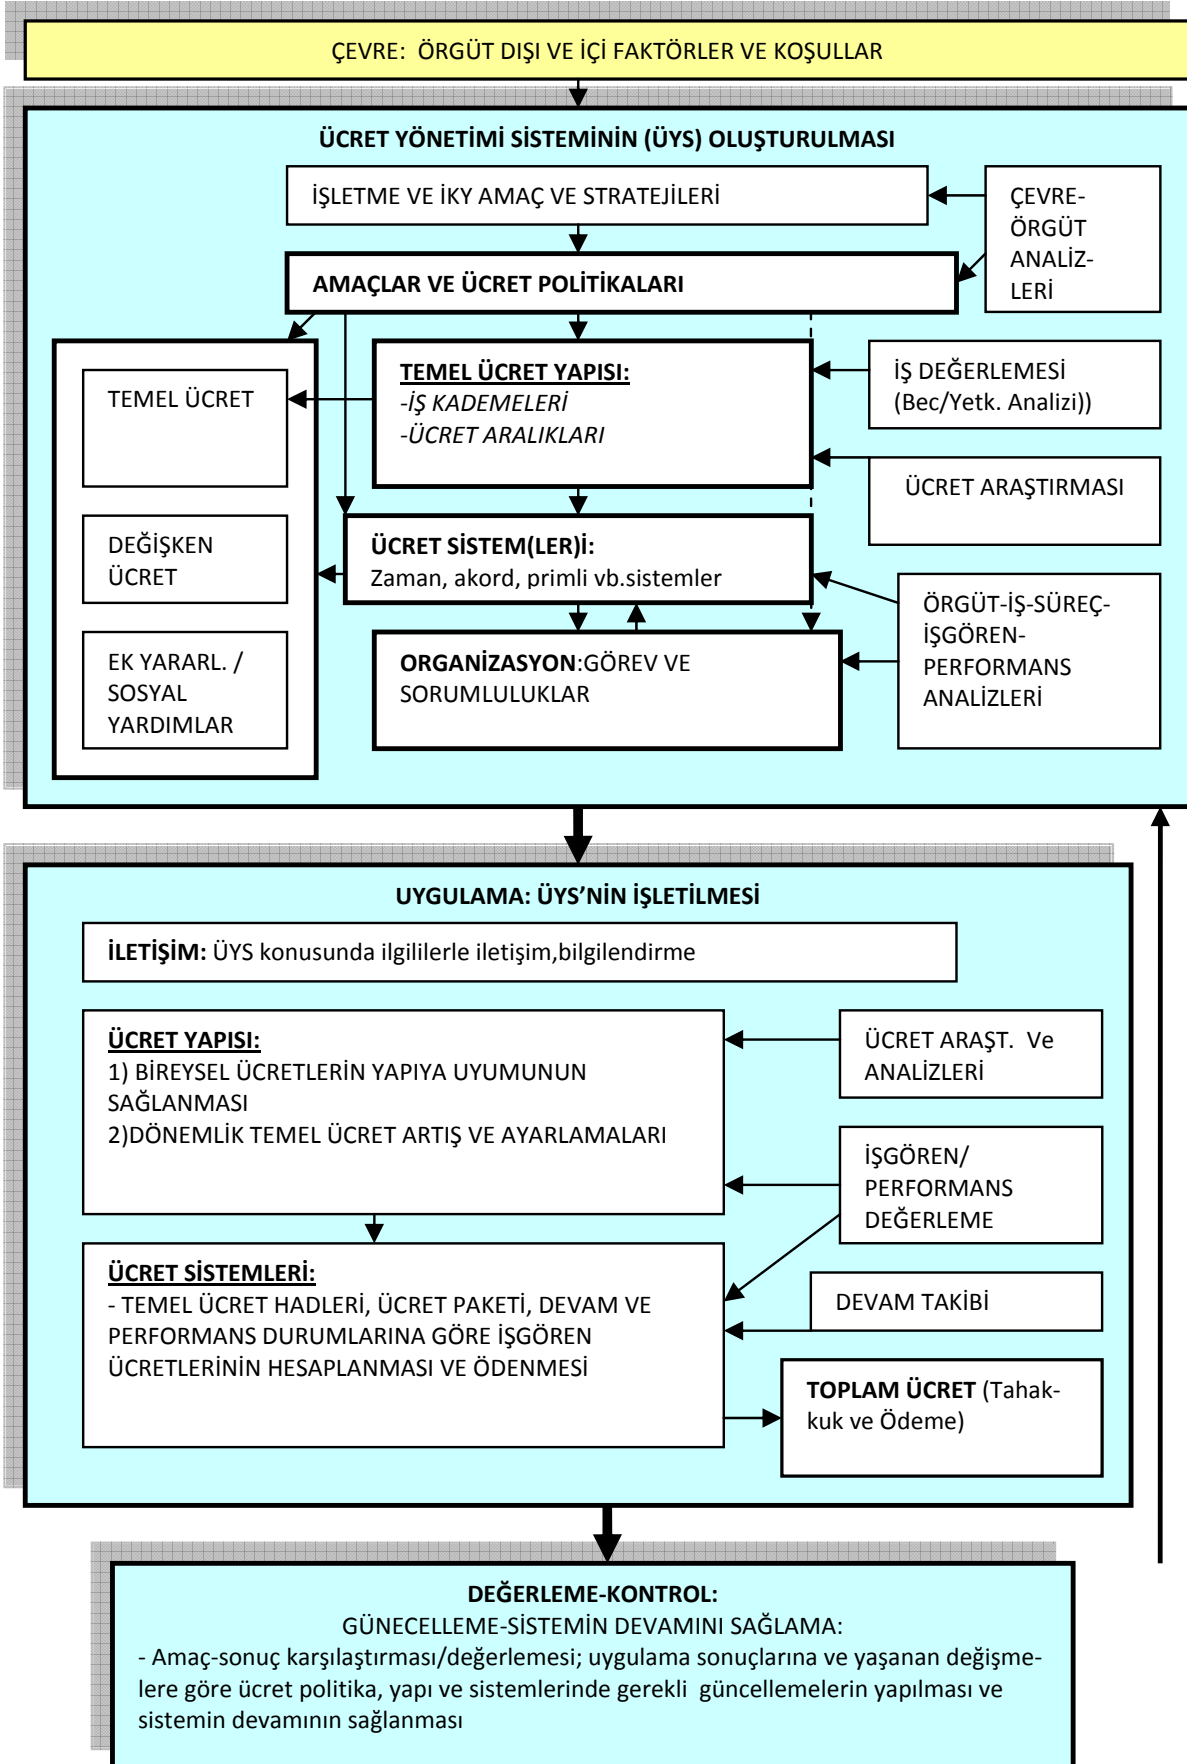 ÇEVRE: ÖRGÜT DIŞI VE İÇİ FAKTÖRLER VE KOŞULLAR
ÜCRET YÖNETİMİ SİSTEMİNİN (ÜYS) OLUŞTURULMASI
İŞLETME VE İKY AMAÇ VE STRATEJİLERİ
ÇEVRE-
ÖRGÜT
ANALİZ-
LERİ
AMAÇLAR VE ÜCRET POLİTİKALARI
TEMEL ÜCRET
TEMEL ÜCRET YAPISI:
-İŞ KADEMELERİ
-ÜCRET ARALIKLARI
İŞ DEĞERLEMESİ
(Bec/Yetk. Analizi))
ÜCRET ARAŞTIRMASI
DEĞİŞKEN
ÜCRET
ÜCRET SİSTEM(LER)İ:
Zaman, akord, primli vb.sistemler
ÖRGÜT-İŞ-SÜREÇ-
İŞGÖREN-
PERFORMANS
ANALİZLERİ
EK YARARL. /
SOSYAL
YARDIMLAR
ORGANİZASYON:GÖREV VE
SORUMLULUKLAR
UYGULAMA: ÜYS’NİN İŞLETİLMESİ
İLETİŞİM: ÜYS konusunda ilgililerle iletişim,bilgilendirme
ÜCRET YAPISI:
1) BİREYSEL ÜCRETLERİN YAPIYA UYUMUNUN
SAĞLANMASI
2)DÖNEMLİK TEMEL ÜCRET ARTIŞ VE AYARLAMALARI
ÜCRET ARAŞT. Ve
ANALİZLERİ
İŞGÖREN/
PERFORMANS
DEĞERLEME
ÜCRET SİSTEMLERİ:
- TEMEL ÜCRET HADLERİ, ÜCRET PAKETİ, DEVAM VE
PERFORMANS DURUMLARINA GÖRE İŞGÖREN
ÜCRETLERİNİN HESAPLANMASI VE ÖDENMESİ
DEVAM TAKİBİ
TOPLAM ÜCRET (Tahak-
kuk ve Ödeme)
DEĞERLEME-KONTROL:
GÜNECELLEME-SİSTEMİN DEVAMINI SAĞLAMA:
- Amaç-sonuç karşılaştırması/değerlemesi; uygulama sonuçlarına ve yaşanan değişme-
lere göre ücret politika, yapı ve sistemlerinde gerekli güncellemelerin yapılması ve
sistemin devamının sağlanması